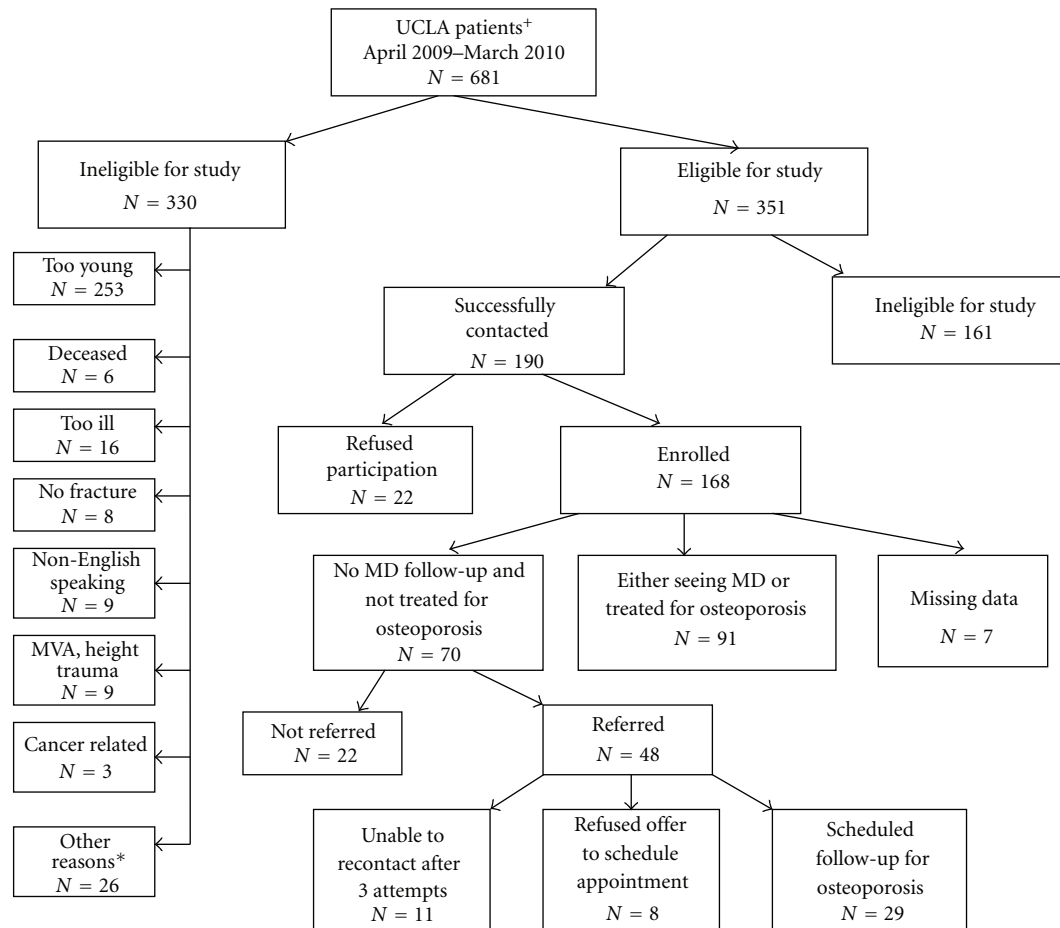 UCLA patients+
April 2009–March 2010
N = 681
Ineligible for study
N = 330
Eligible for study
N = 351
Too young
N = 253
Successfully
contacted
N = 190
Ineligible for study
N = 161
Deceased
N = 6
Too ill
N = 16
Refused
participation
N = 22
Enrolled
N = 168
No fracture
N = 8
Non-English
speaking
N = 9
No MD follow-up and
not treated for
osteoporosis
N = 70
Either seeing MD or
treated for osteoporosis
N = 91
Missing data
N = 7
MVA, height
trauma
N = 9
Not referred
N = 22
Referred
N = 48
Cancer related
N = 3
Other
reasons*
N = 26
Unable to
recontact after
3 attempts
N = 11
Refused offer
to schedule
appointment
N = 8
Scheduled
follow-up for
osteoporosis
N = 29